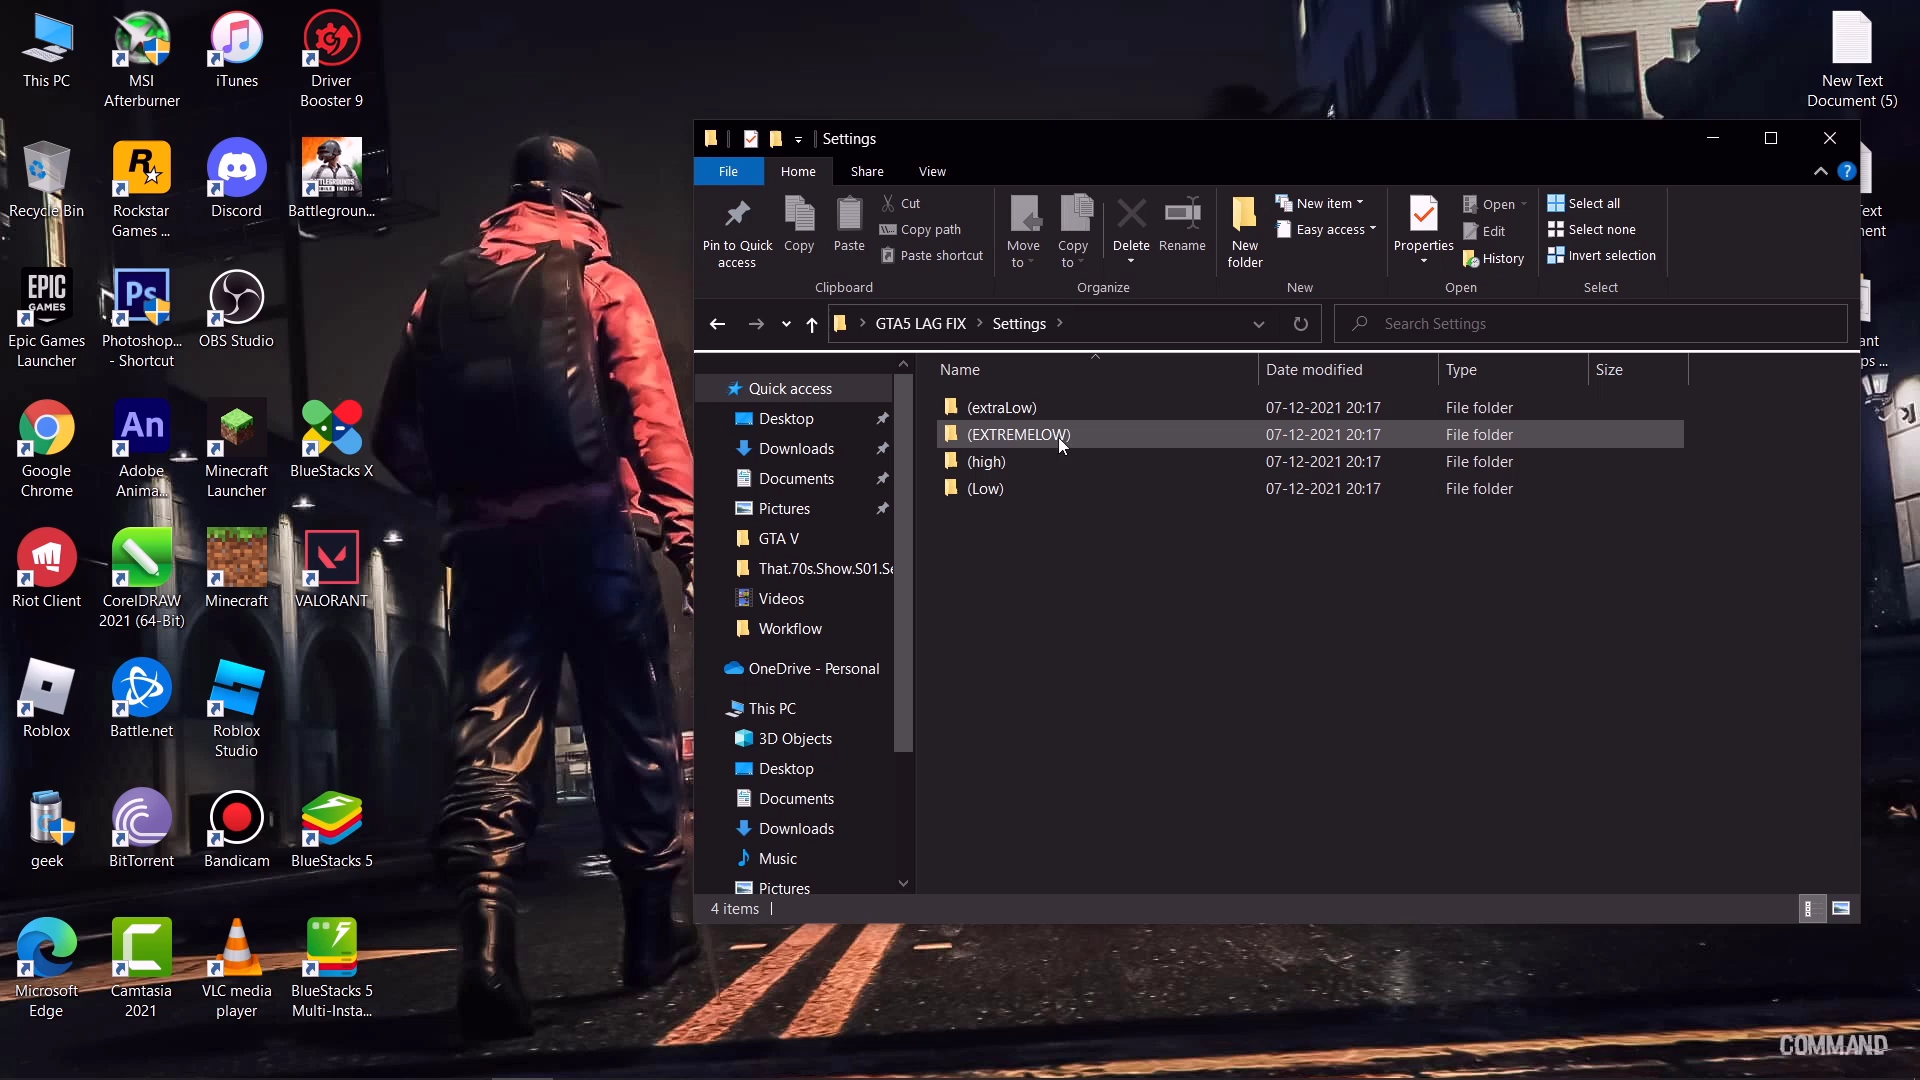 This PC
MSI
Afterburner
iTunes
Driver
Booster 9
Recycle Bin
Rockstar
Games ...
Discord
Battlegroun...
EPIC
GAMES
Epic Games
Launcher
Ps
Photoshop...
- Shortcut
OBS Studio
Google
Chrome
An
Adobe
Anima...
Minecraft
Launcher
BlueStacks X
Riot Client
CorelDRAW
2021 (64-Bit)
Minecraft
VALORANT
Roblox
Battle.net
Roblox
Studio
geek
BitTorrent
Bandicam
BlueStacks 5
Microsoft
Edge
Camtasia
2021
VLC media
player
BlueStacks 5
Multi-Insta...
New Text
Document (5)
Settings
File
Home
Share
View
Pin to Quick
access
Copy
Paste
Cut
Copy path
Paste shortcut
Clipboard
Move
to
Copy
to
Delete
Rename
Organize
New
folder
New item
Easy access
New
Properties
Open
Edit
History
Open
Select all
Select none
Invert selection
Select
GTA5 LAG FIX > Settings >
Search Settings
Quick access
Desktop
Downloads
Documents
Pictures
GTA V
That.70s.Show.S01.Se
Videos
Workflow
OneDrive - Personal
This PC
3D Objects
Desktop
Documents
Downloads
Music
Pictures
Name Date modified Type Size
(extraLow) 07-12-2021 20:17 File folder
(EXTREMELOW) 07-12-2021 20:17 File folder
(high) 07-12-2021 20:17 File folder
(Low) 07-12-2021 20:17 File folder
4 items
COMMAND